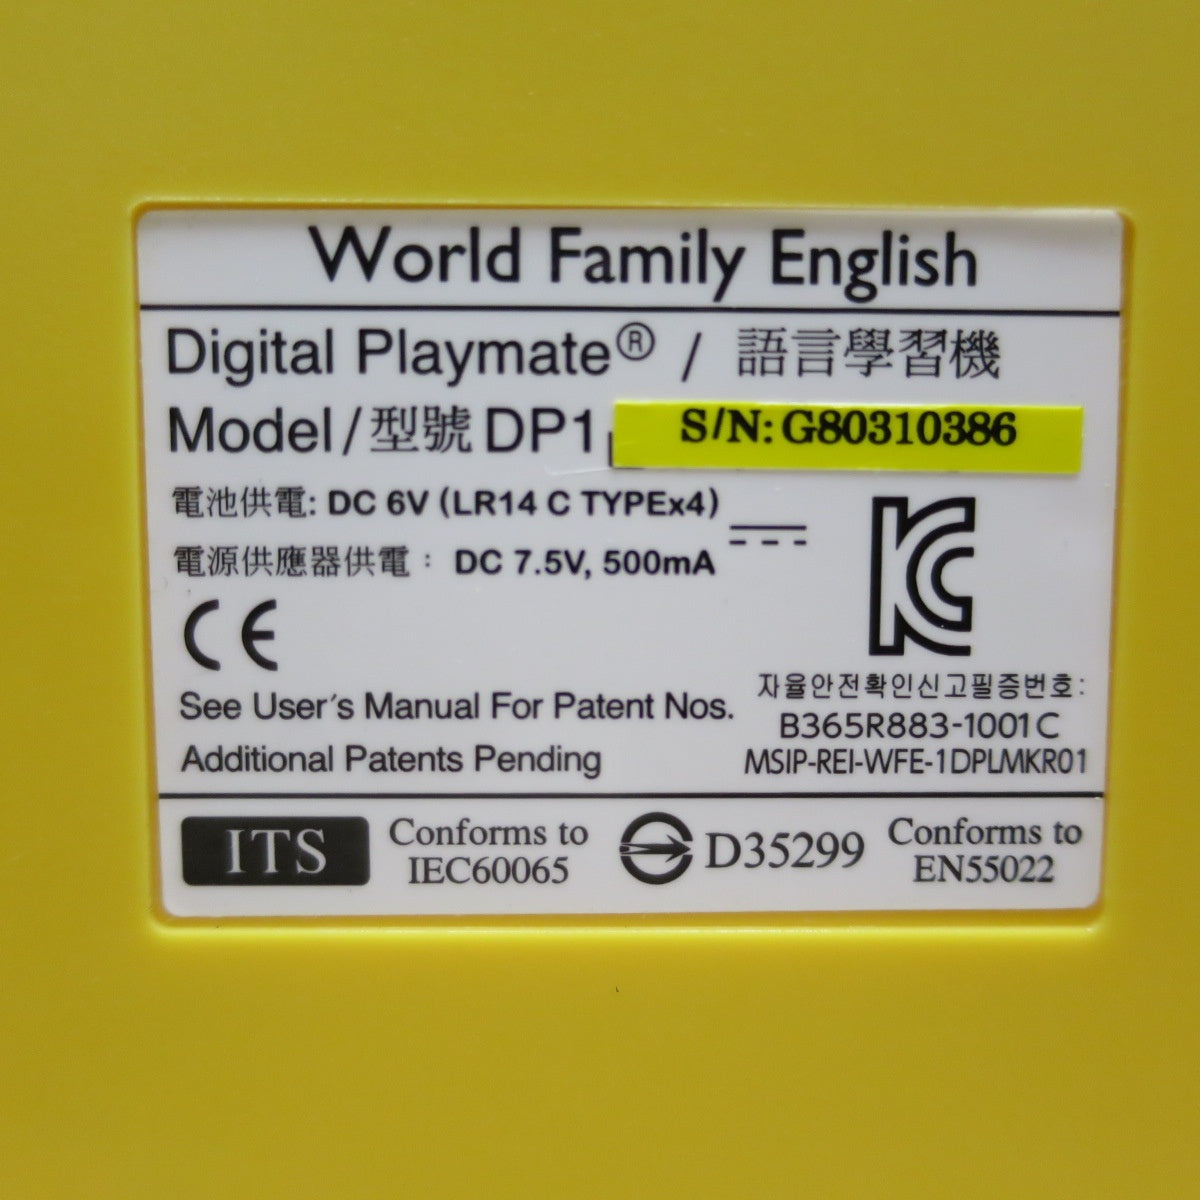 World Family English
Digital Playmate® / 語言學習機
Model/型號 DP1 S/N: G80310386
電池供電: DC 6V (LR14 C TYPEx4)
電源供應器供電： DC 7.5V, 500mA
CE
KC
See User's Manual For Patent Nos.
Additional Patents Pending
자율안전확인신고필증번호:
B365R883-1001C
MSIP-REI-WFE-1DPLMKR01
ITS
Conforms to
IEC60065
D35299
Conforms to
EN55022